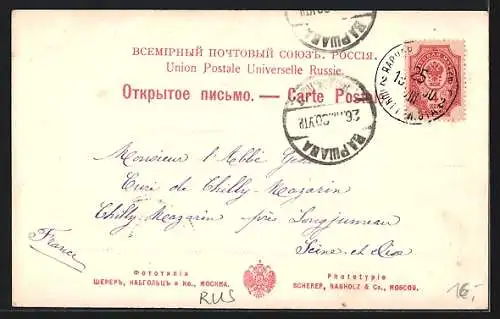 ВАРШАВА
ВСЕМІРНЫЙ ПОЧТОВЫЙ СОЮЗЪ. РОССІЯ.
Union Postale Universelle Russie.
Открытое письмо. — Carte Postale
ВАРШАВА
Monsieur l'Abbé
Curé de Chilly-Mazarin
Chilly-Mazarin près Longjumeau
Seine-et-Oise
France
Фототипія
ШЕРЕРЪ, НАБГОЛЬЦЪ и Ко., МОСКВА.
Phototypie
SCHERER, NABHOLZ & Co., MOSCOU.
RUS
16,-